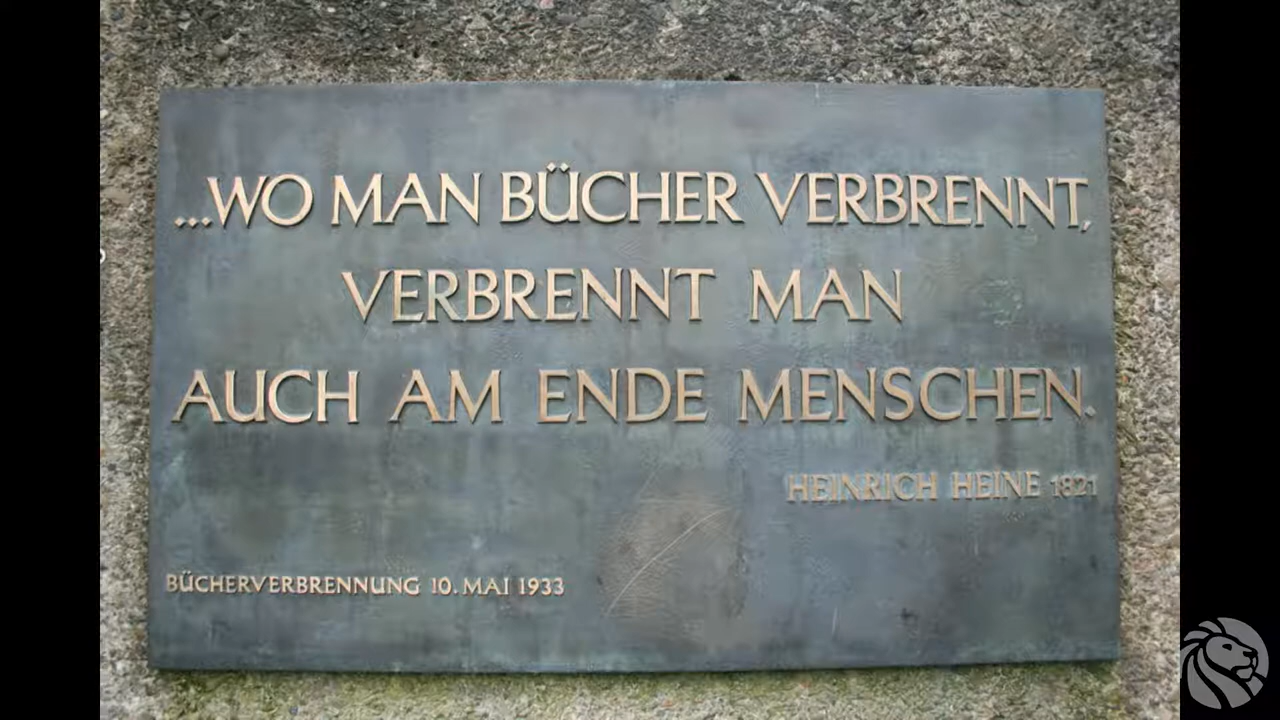 ...WO MAN BÜCHER VERBRENNT,
VERBRENNT MAN
AUCH AM ENDE MENSCHEN.
HEINRICH HEINE 1821
BÜCHERVERBRENNUNG 10. MAI 1933